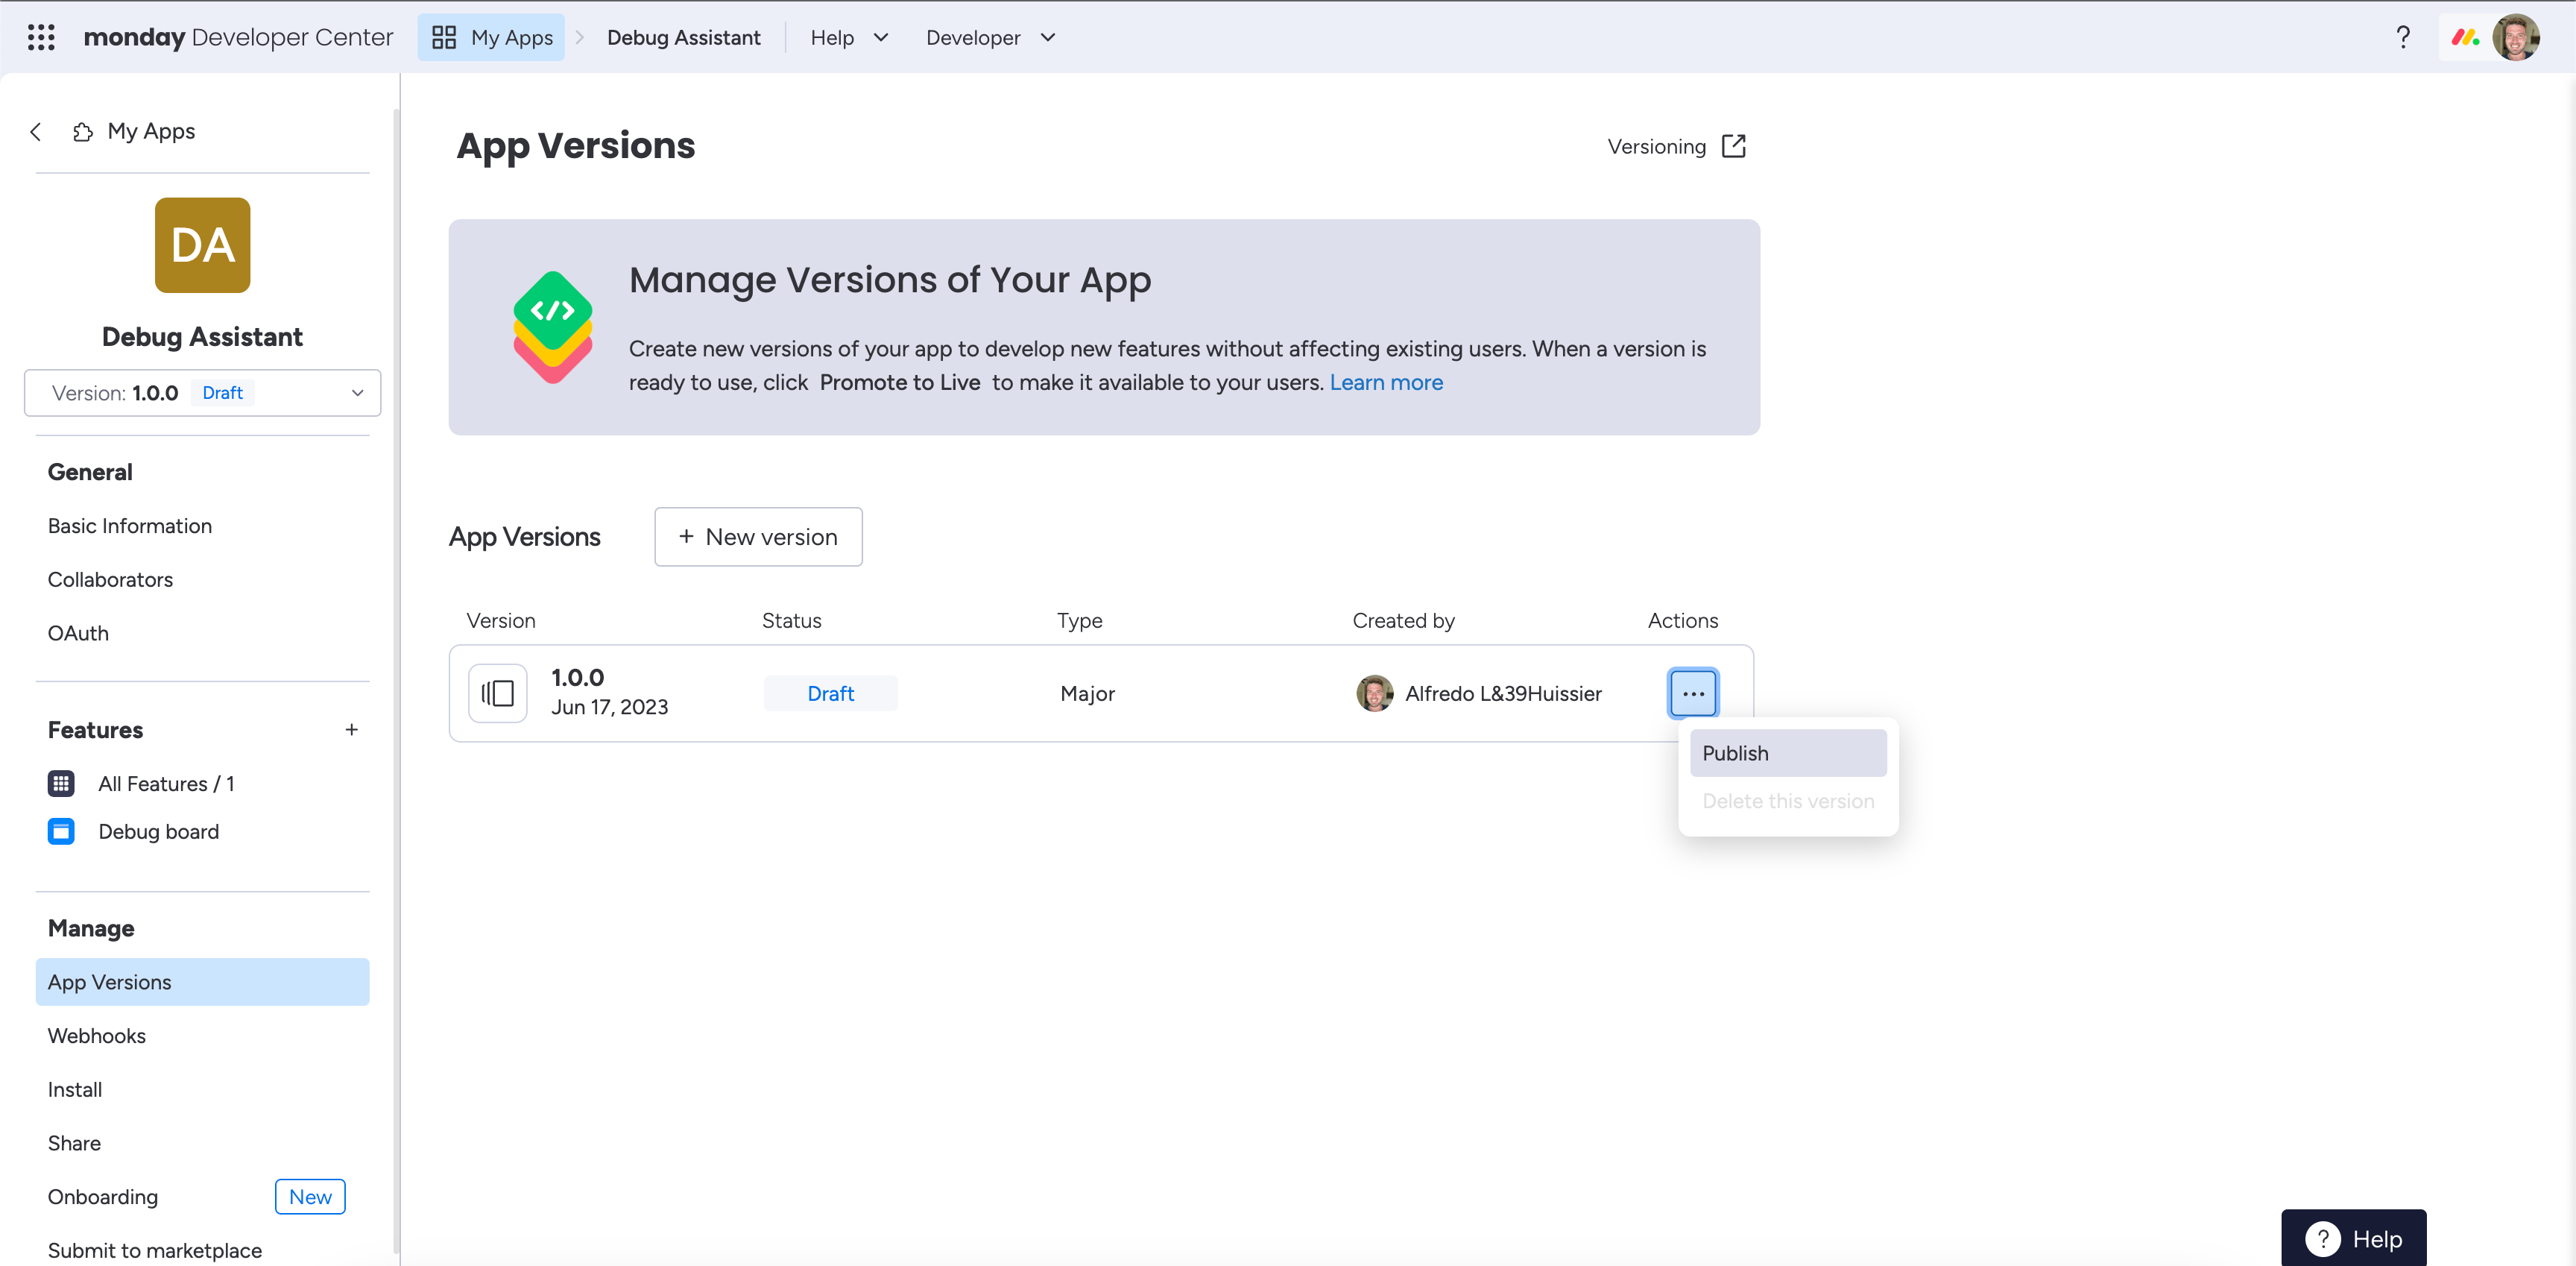 monday Developer Center
My Apps
Debug Assistant
Help
Developer
?
My Apps
DA
Debug Assistant
Version: 1.0.0 Draft
General
Basic Information
Collaborators
OAuth
Features +
All Features / 1
Debug board
Manage
App Versions
Webhooks
Install
Share
Onboarding New
Submit to marketplace
App Versions
Versioning
</>
Manage Versions of Your App
Create new versions of your app to develop new features without affecting existing users. When a version is
ready to use, click Promote to Live to make it available to your users. Learn more
App Versions
+ New version
Version Status Type Created by Actions
1.0.0
Jun 17, 2023
Draft
Major
Alfredo L&39Huissier
...
Publish
Delete this version
? Help